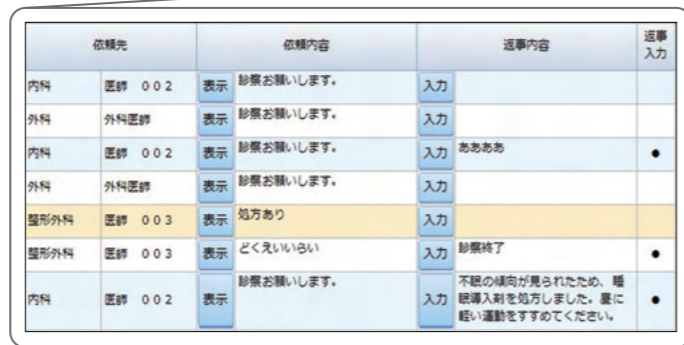 依頼先 依頼内容 返事内容 返事
入力
内科 医師 002 表示 診察お願いします。 入力
外科 外科医師 表示 診察お願いします。 入力
内科 医師 002 表示 診察お願いします。 入力 ああああ ●
外科 外科医師 表示 診察お願いします。 入力
整形外科 医師 003 表示 処方あり 入力
整形外科 医師 003 表示 どくえいいらい 入力 診察終了 ●
内科 医師 002 表示 診察お願いします。 入力 不眠の傾向が見られたため、睡
眠導入剤を処方しました。昼に
軽い運動をすすめてください。 ●